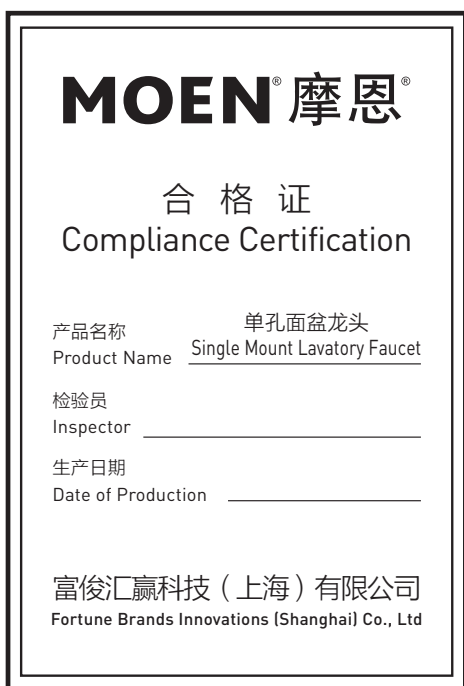 MOEN® 摩恩®
合格证
Compliance Certification
单孔面盆龙头
产品名称
Single Mount Lavatory Faucet
Product Name
检验员
Inspector
生产日期
Date of Production
富俊汇赢科技（上海）有限公司
Fortune Brands Innovations (Shanghai) Co., Ltd